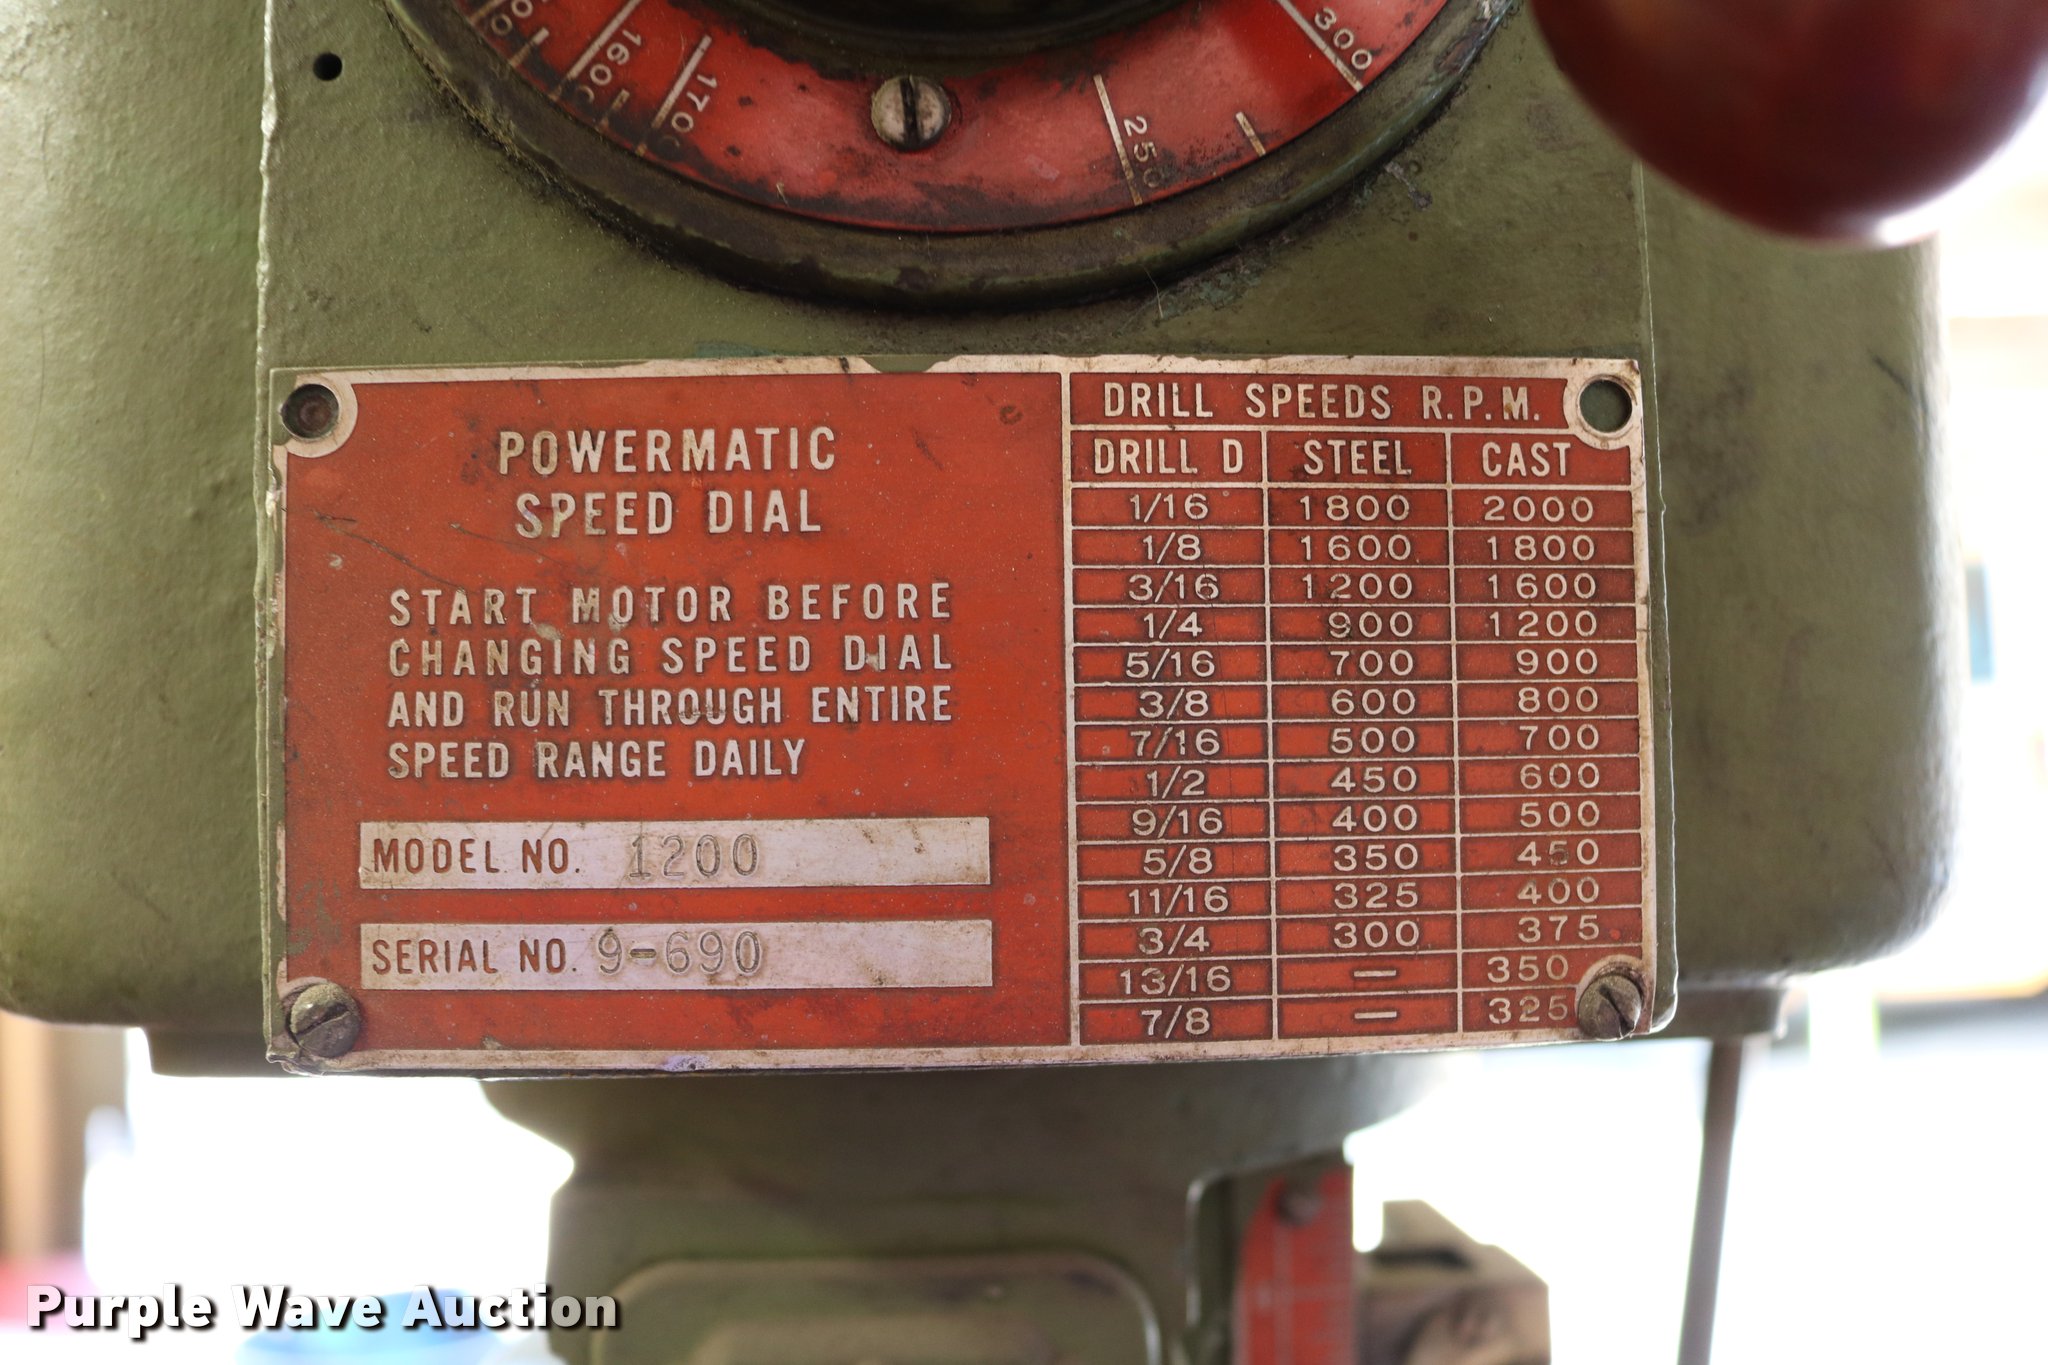 1600
1700
250
300
POWERMATIC
SPEED DIAL
START MOTOR BEFORE
CHANGING SPEED DIAL
AND RUN THROUGH ENTIRE
SPEED RANGE DAILY
MODEL NO. 1200
SERIAL NO. 9-690
DRILL SPEEDS R.P.M.
DRILL D STEEL CAST
1/16 1800 2000
1/8 1600 1800
3/16 1200 1600
1/4 900 1200
5/16 700 900
3/8 600 800
7/16 500 700
1/2 450 600
9/16 400 500
5/8 350 450
11/16 325 400
3/4 300 375
13/16 — 350
7/8 — 325
Purple Wave Auction